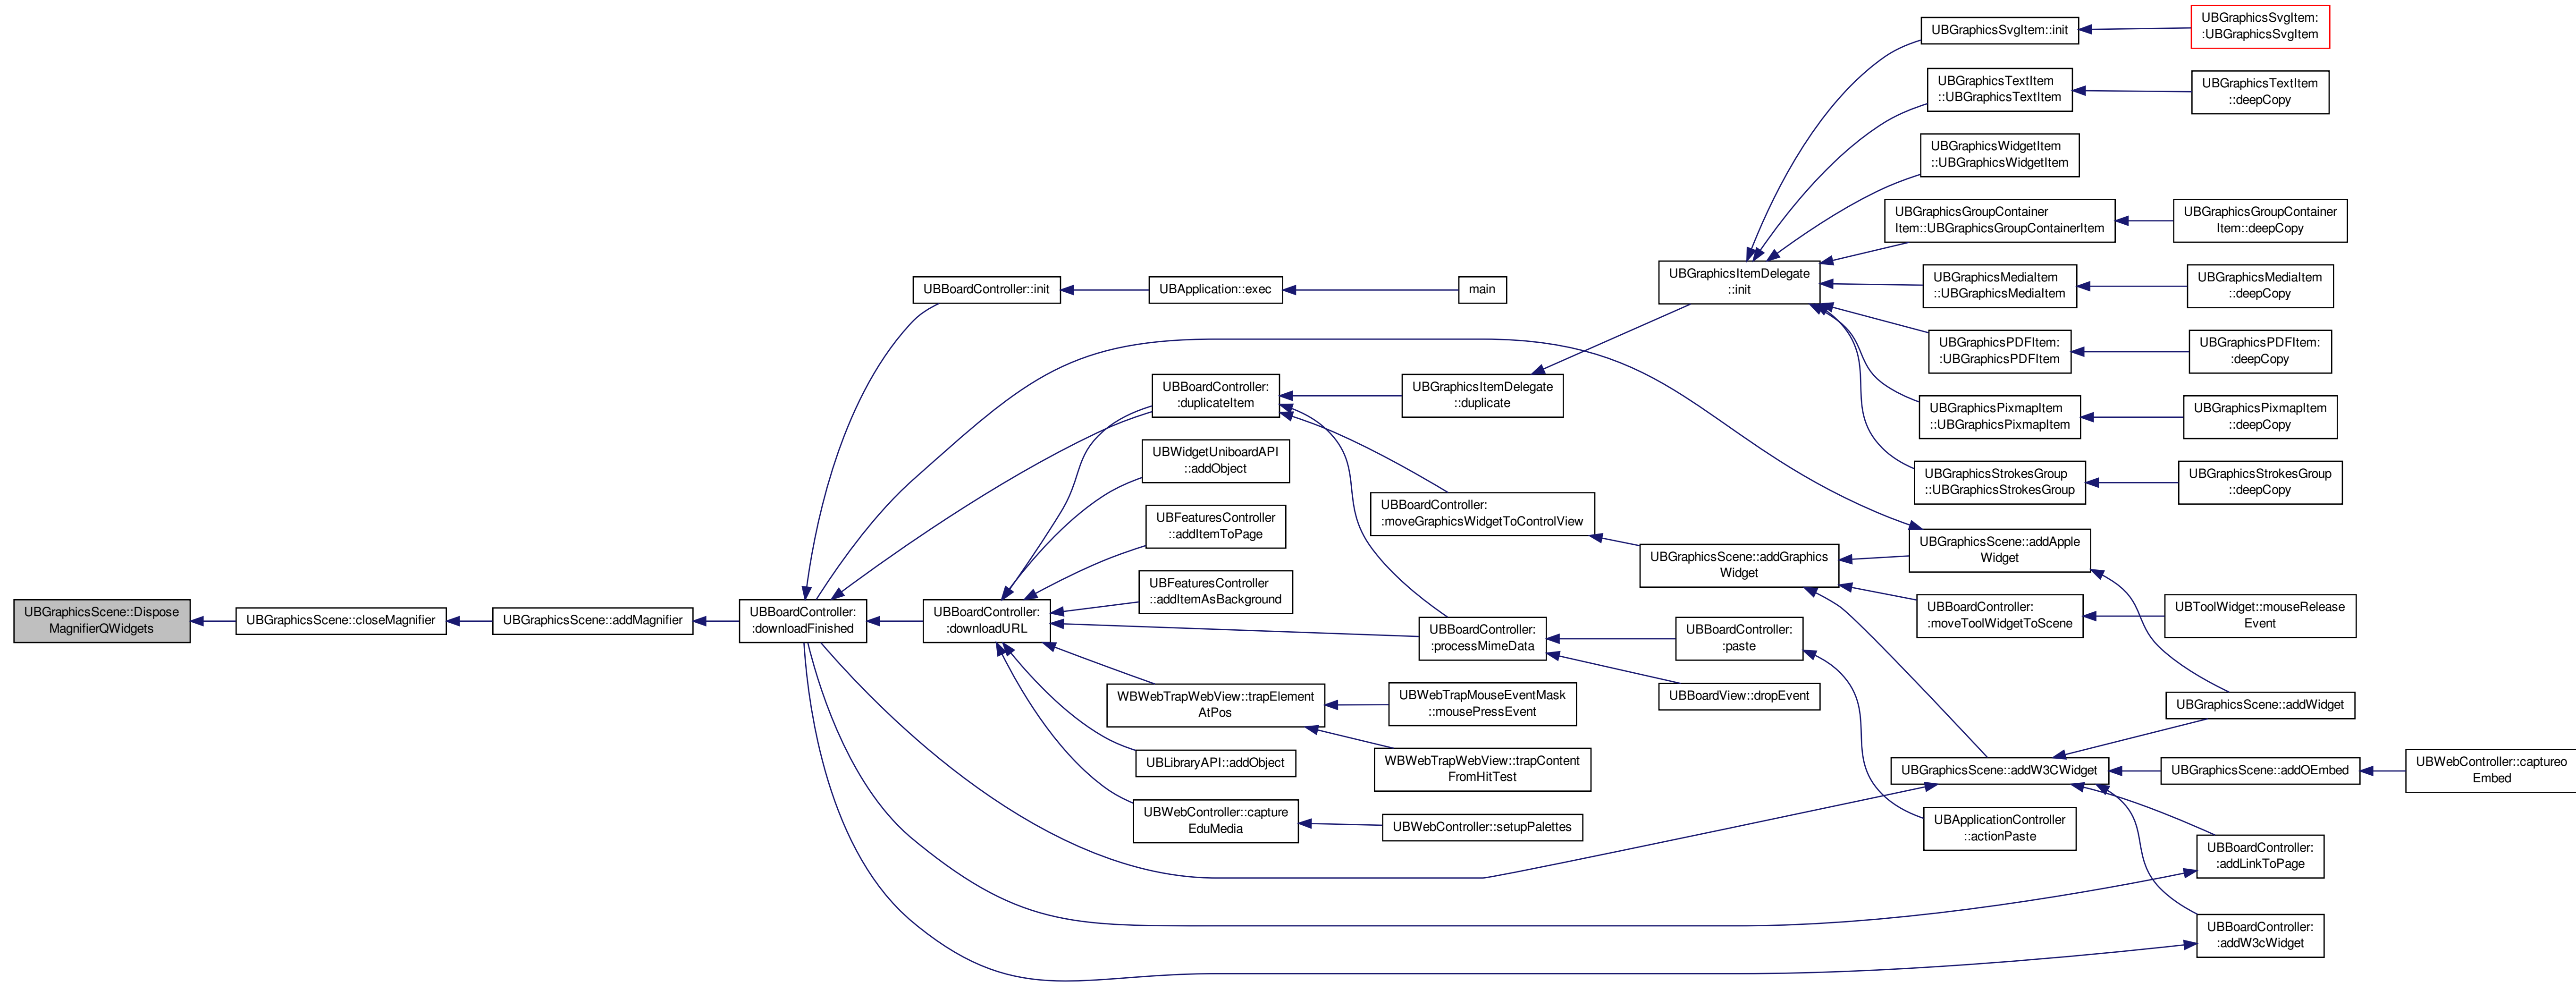 UBGraphicsScene::Dispose
MagnifierQWidgets
UBGraphicsScene::closeMagnifier
UBGraphicsScene::addMagnifier
UBBoardController:
:downloadFinished
UBBoardController::init
UBApplication::exec
main
UBBoardController:
:downloadURL
UBBoardController:
:duplicateItem
UBGraphicsItemDelegate
::duplicate
UBGraphicsItemDelegate
::init
UBGraphicsSvgItem::init
UBGraphicsSvgItem:
:UBGraphicsSvgItem
UBGraphicsTextItem
::UBGraphicsTextItem
UBGraphicsTextItem
::deepCopy
UBGraphicsWidgetItem
::UBGraphicsWidgetItem
UBGraphicsGroupContainer
Item::UBGraphicsGroupContainerItem
UBGraphicsGroupContainer
Item::deepCopy
UBGraphicsMediaItem
::UBGraphicsMediaItem
UBGraphicsMediaItem
::deepCopy
UBGraphicsPDFItem:
:UBGraphicsPDFItem
UBGraphicsPDFItem:
:deepCopy
UBGraphicsPixmapItem
::UBGraphicsPixmapItem
UBGraphicsPixmapItem
::deepCopy
UBGraphicsStrokesGroup
::UBGraphicsStrokesGroup
UBGraphicsStrokesGroup
::deepCopy
UBWidgetUniboardAPI
::addObject
UBFeaturesController
::addItemToPage
UBFeaturesController
::addItemAsBackground
UBBoardController:
:moveGraphicsWidgetToControlView
UBGraphicsScene::addGraphics
Widget
UBGraphicsScene::addApple
Widget
UBBoardController:
:moveToolWidgetToScene
UBToolWidget::mouseRelease
Event
UBBoardController:
:processMimeData
UBBoardController:
:paste
UBBoardView::dropEvent
WBWebTrapWebView::trapElement
AtPos
UBWebTrapMouseEventMask
::mousePressEvent
WBWebTrapWebView::trapContent
FromHitTest
UBLibraryAPI::addObject
UBWebController::capture
EduMedia
UBWebController::setupPalettes
UBGraphicsScene::addWidget
UBGraphicsScene::addW3CWidget
UBGraphicsScene::addOEmbed
UBWebController::captureo
Embed
UBApplicationController
::actionPaste
UBBoardController:
:addLinkToPage
UBBoardController:
:addW3cWidget